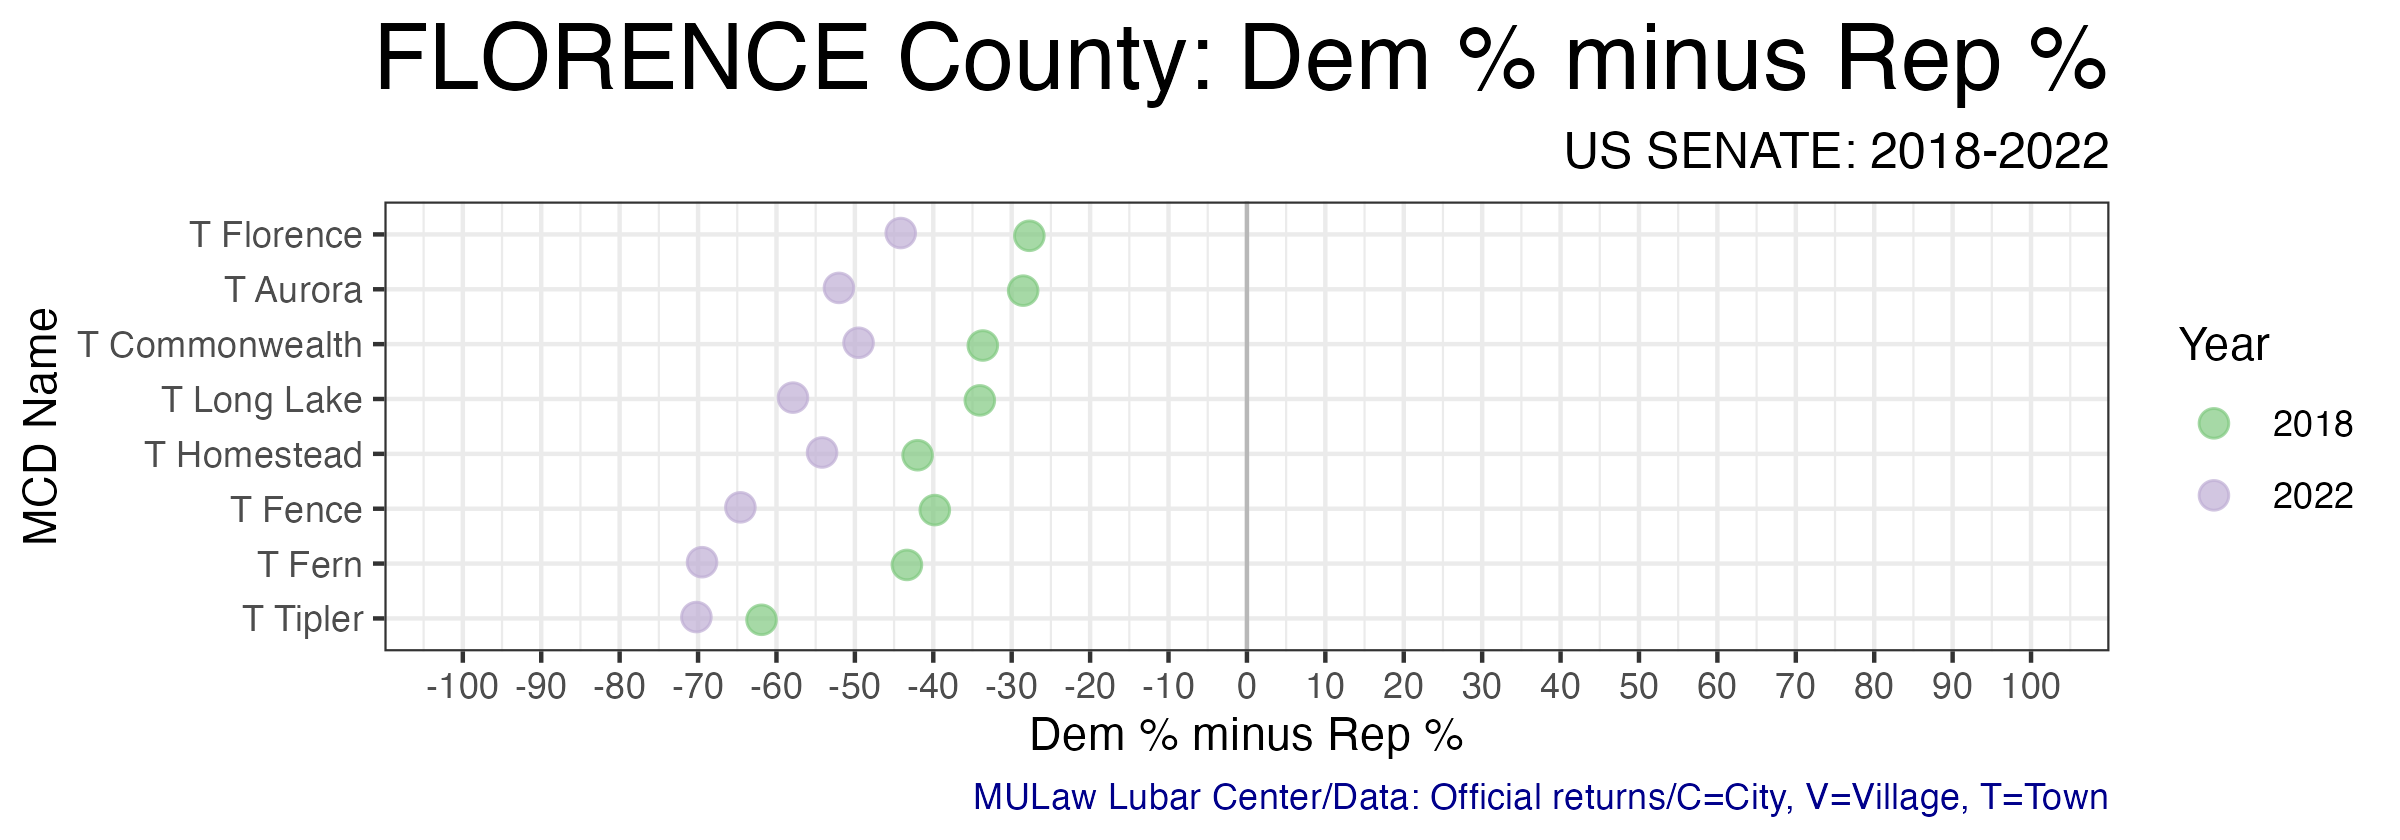 FLORENCE County: Dem % minus Rep %
US SENATE: 2018-2022
MCD Name
T Florence
T Aurora
T Commonwealth
T Long Lake
T Homestead
T Fence
T Fern
T Tipler
-100 -90 -80 -70 -60 -50 -40 -30 -20 -10 0 10 20 30 40 50 60 70 80 90 100
Dem % minus Rep %
Year
2018
2022
MULaw Lubar Center/Data: Official returns/C=City, V=Village, T=Town